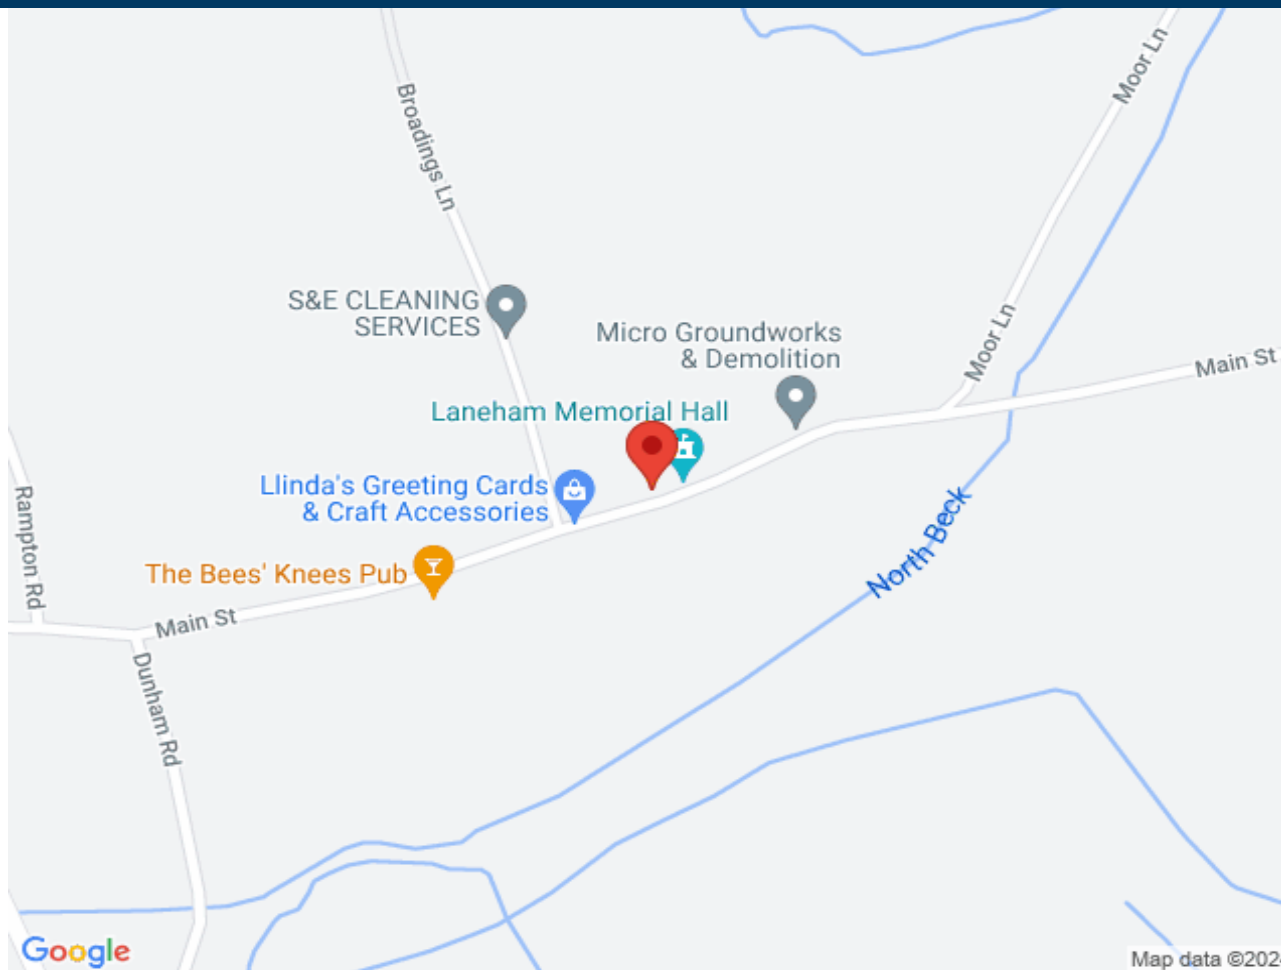 Broadings Ln
Moor Ln
S&E CLEANING
SERVICES
Micro Groundworks
& Demolition
Moor Ln
Main St
Laneham Memorial Hall
Llinda's Greeting Cards
& Craft Accessories
Rampton Rd
North Beck
The Bees' Knees Pub
Main St
Dunham Rd
Google
Map data ©202